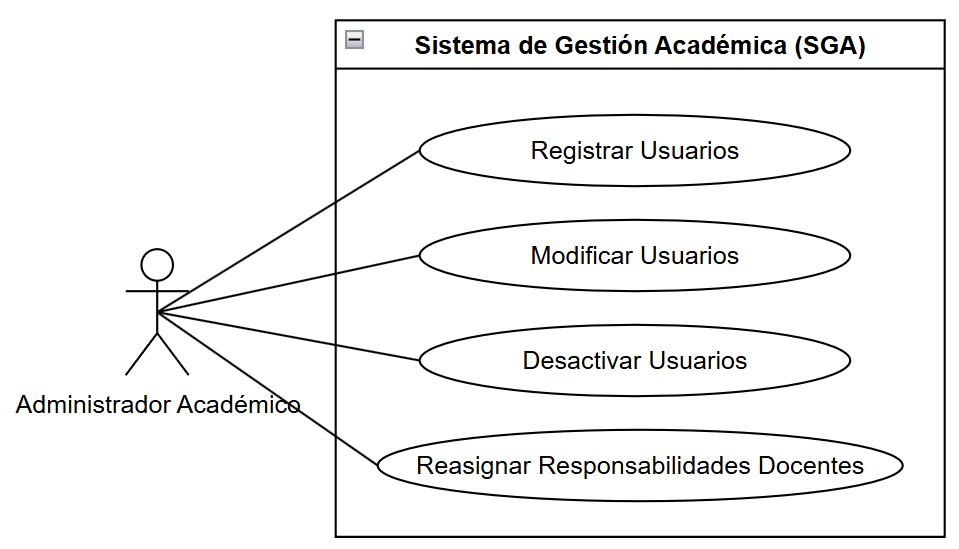 Sistema de Gestión Académica (SGA)
Registrar Usuarios
Modificar Usuarios
Desactivar Usuarios
Administrador Académico
Reasignar Responsabilidades Docentes